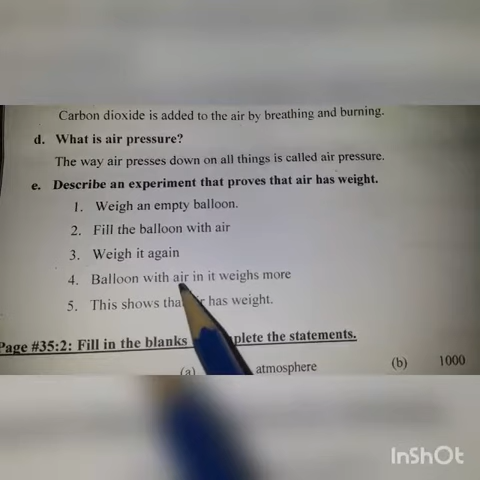 Carbon dioxide is added to the air by breathing and burning.
d. What is air pressure?
The way air presses down on all things is called air pressure.
e. Describe an experiment that proves that air has weight.
1. Weigh an empty balloon.
2. Fill the balloon with air
3. Weigh it again
4. Balloon with air in it weighs more
5. This shows has weight.
Page #35:2: Fill in the blanks the statements.
(a) atmosphere (b) 1000
InShOt